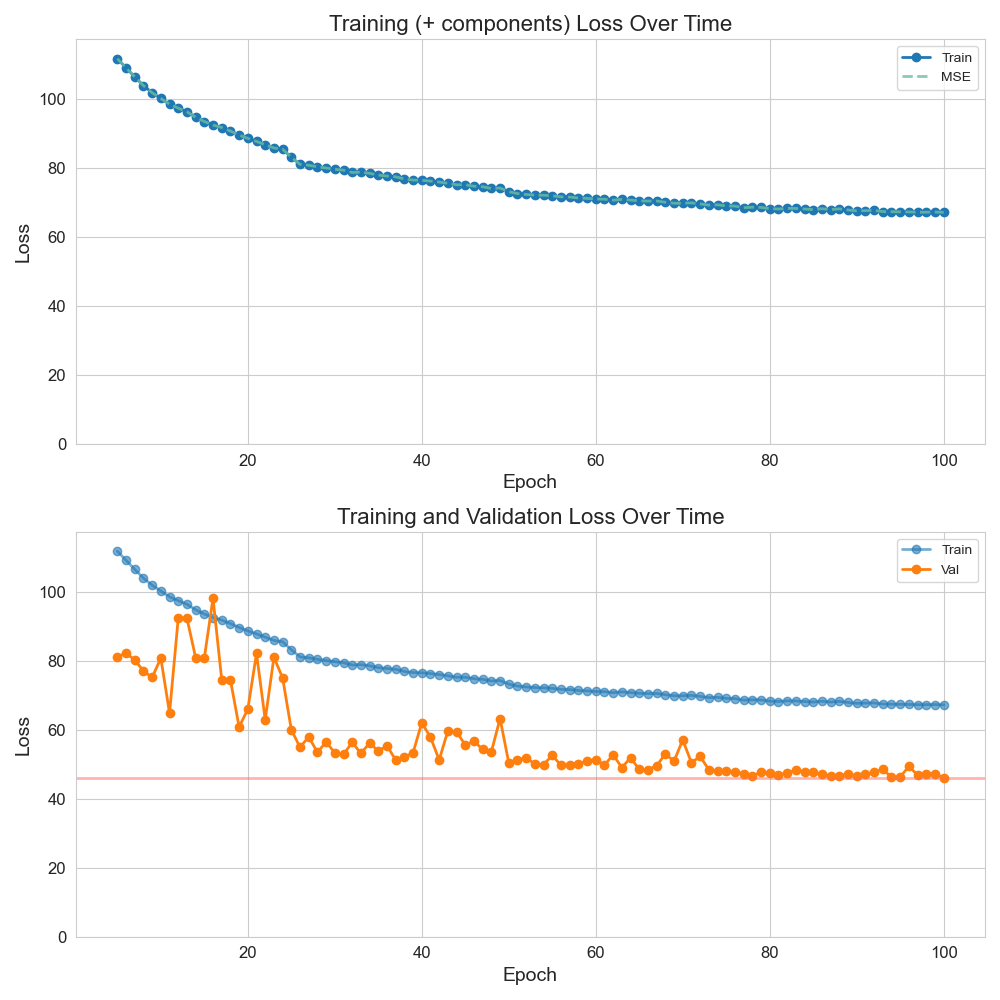 Training (+ components) Loss Over Time
Train
MSE
100
80
60
40
20
0
Loss
20 40 60 80 100
Epoch
Training and Validation Loss Over Time
Train
Val
100
80
60
40
20
0
Loss
20 40 60 80 100
Epoch